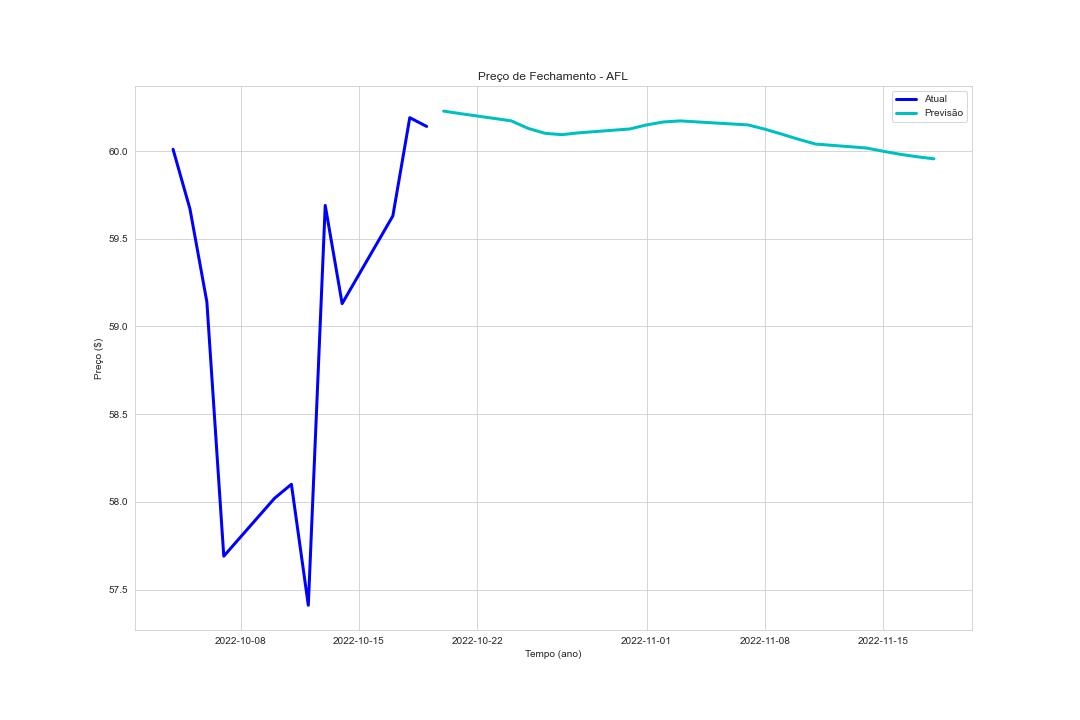 Preço de Fechamento - AFL
Atual
Previsão
60.0
59.5
59.0
58.5
58.0
57.5
Preço ($)
2022-10-08 2022-10-15 2022-10-22 2022-11-01 2022-11-08 2022-11-15
Tempo (ano)